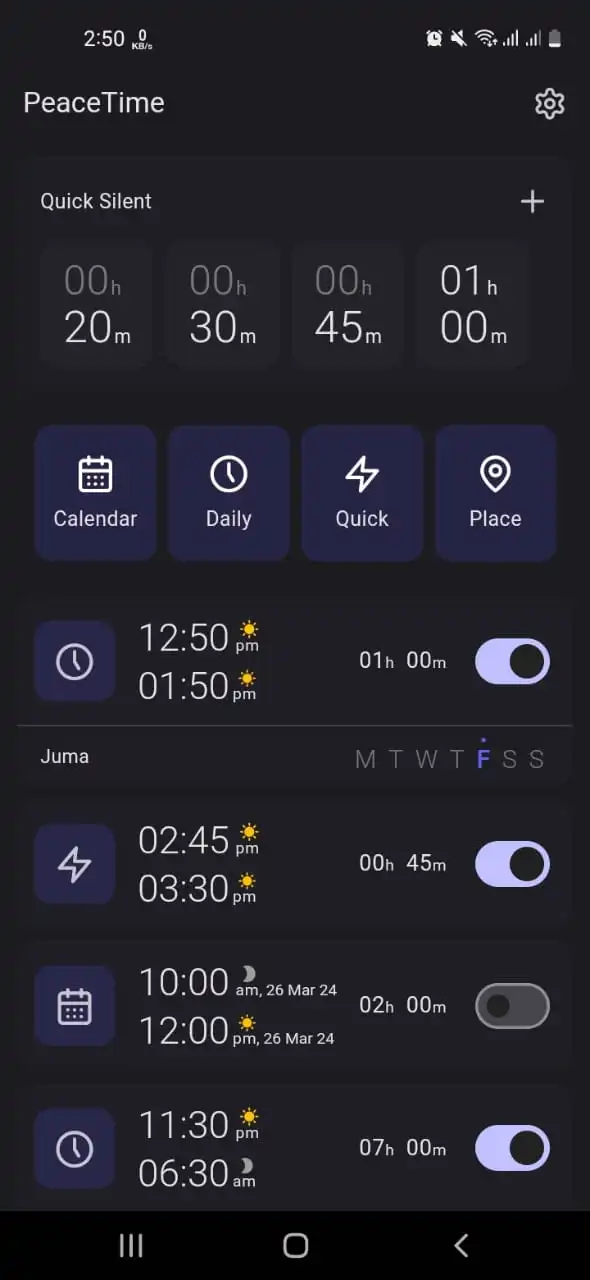 2:50 0 KB/s
PeaceTime
Quick Silent
00h 00h 00h 01h
20m 30m 45m 00m
Calendar Daily Quick Place
12:50 pm
01h 00m
01:50 pm
Juma M T W T F S S
02:45 pm
00h 45m
03:30 pm
10:00 am, 26 Mar 24
02h 00m
12:00 pm, 26 Mar 24
11:30 pm
07h 00m
06:30 am